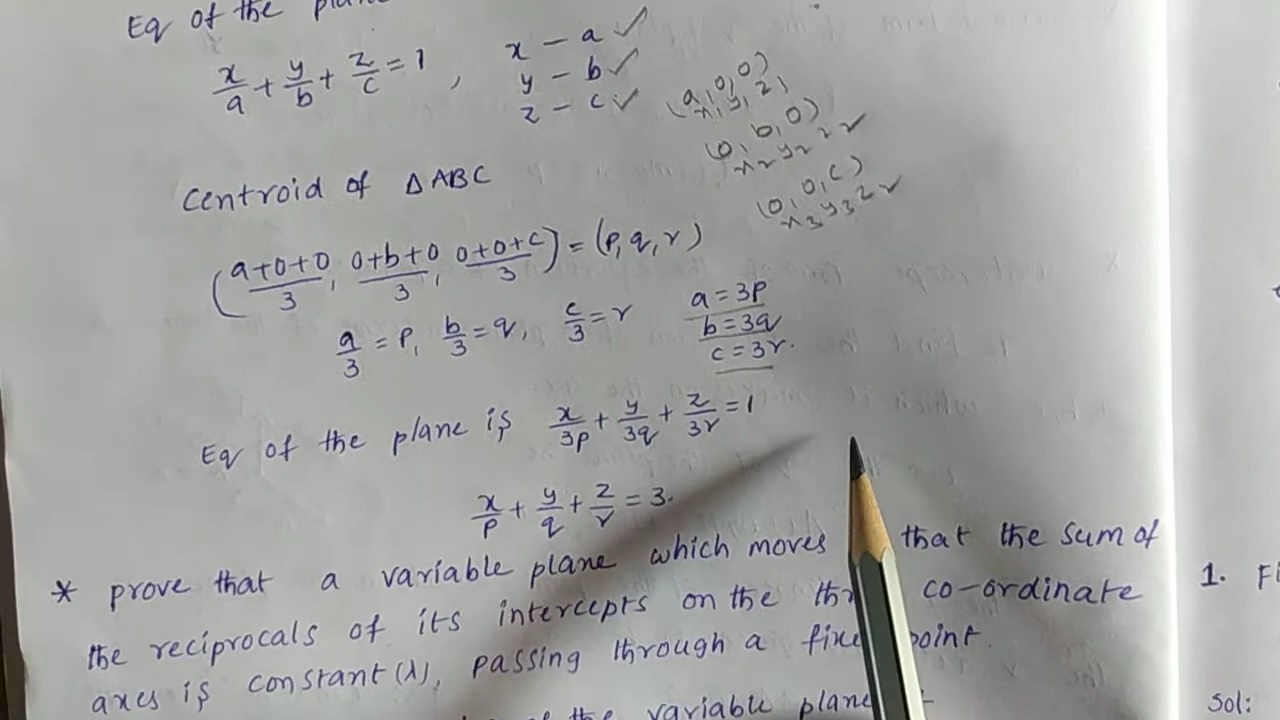 Eq of the plane
x/a + y/b + z/c = 1 , x - a ✓
y - b ✓
z - c ✓
(a, 0, 0)
x1 y1 z1
(0, b, 0)
x2 y2 z2
(0, 0, c)
x3 y3 z
centroid of △ABC
(a+0+0/3, 0+b+0/3, 0+0+c/3) = (p, q, r)
a/3 = p, b/3 = q, c/3 = r
a = 3p
b = 3q
c = 3r.
Eq of the plane is x/3p + y/3q + z/3r = 1
x/p + y/q + z/r = 3.
* prove that a variable plane which moves that the sum of
the reciprocals of its intercepts on the co-ordinate
axes is constant(λ), passing through a point.
the variable plane
1. Fi
Sol: